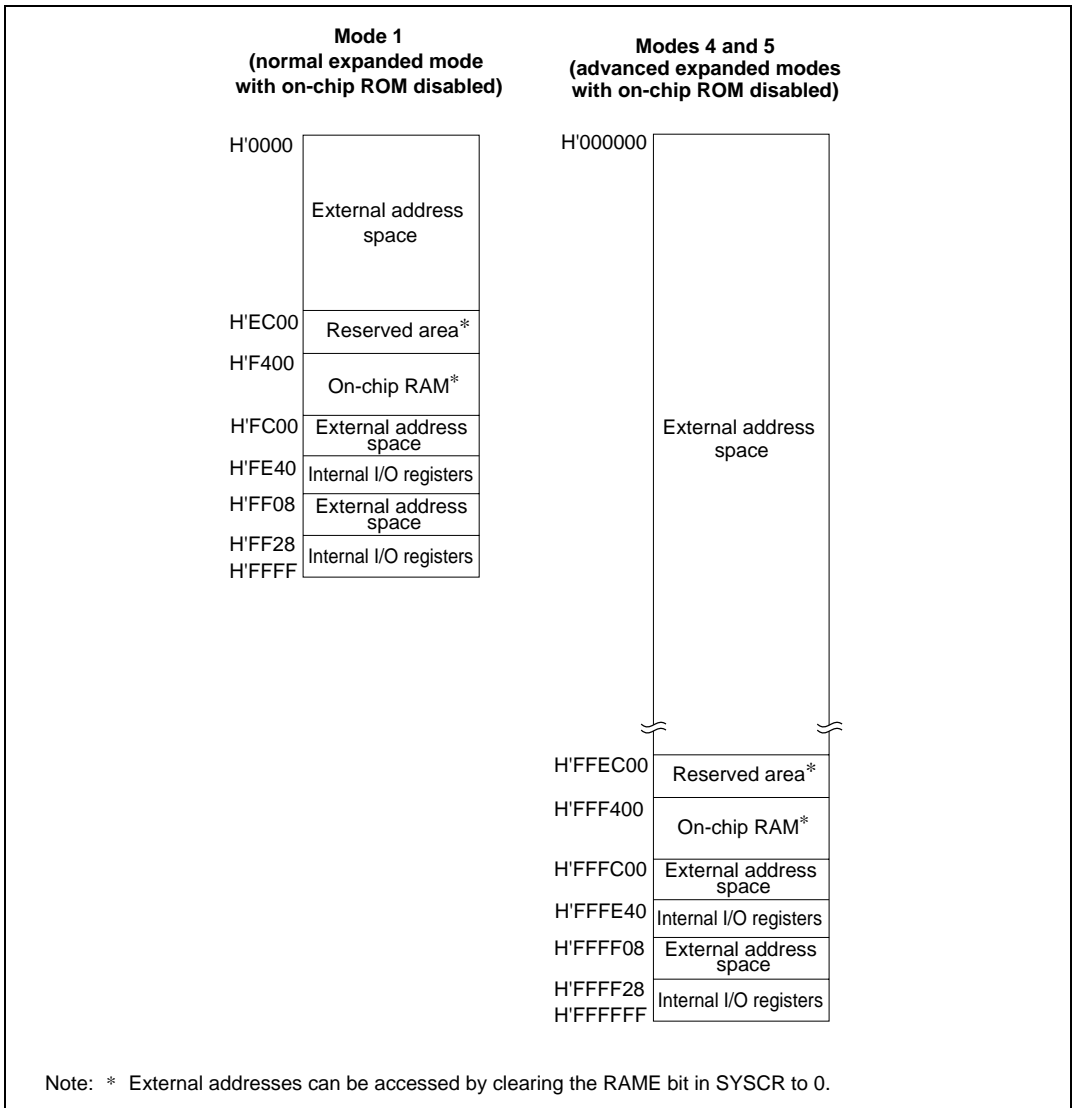 Mode 1
(normal expanded mode
with on-chip ROM disabled)
H'0000
External address
space
H'EC00
Reserved area*
H'F400
On-chip RAM*
H'FC00
External address
space
H'FE40
Internal I/O registers
H'FF08
External address
space
H'FF28
Internal I/O registers
H'FFFF
Modes 4 and 5
(advanced expanded modes
with on-chip ROM disabled)
H'000000
External address
space
H'FFEC00
Reserved area*
H'FFF400
On-chip RAM*
H'FFFC00
External address
space
H'FFFE40
Internal I/O registers
H'FFFF08
External address
space
H'FFFF28
Internal I/O registers
H'FFFFFF
Note: * External addresses can be accessed by clearing the RAME bit in SYSCR to 0.